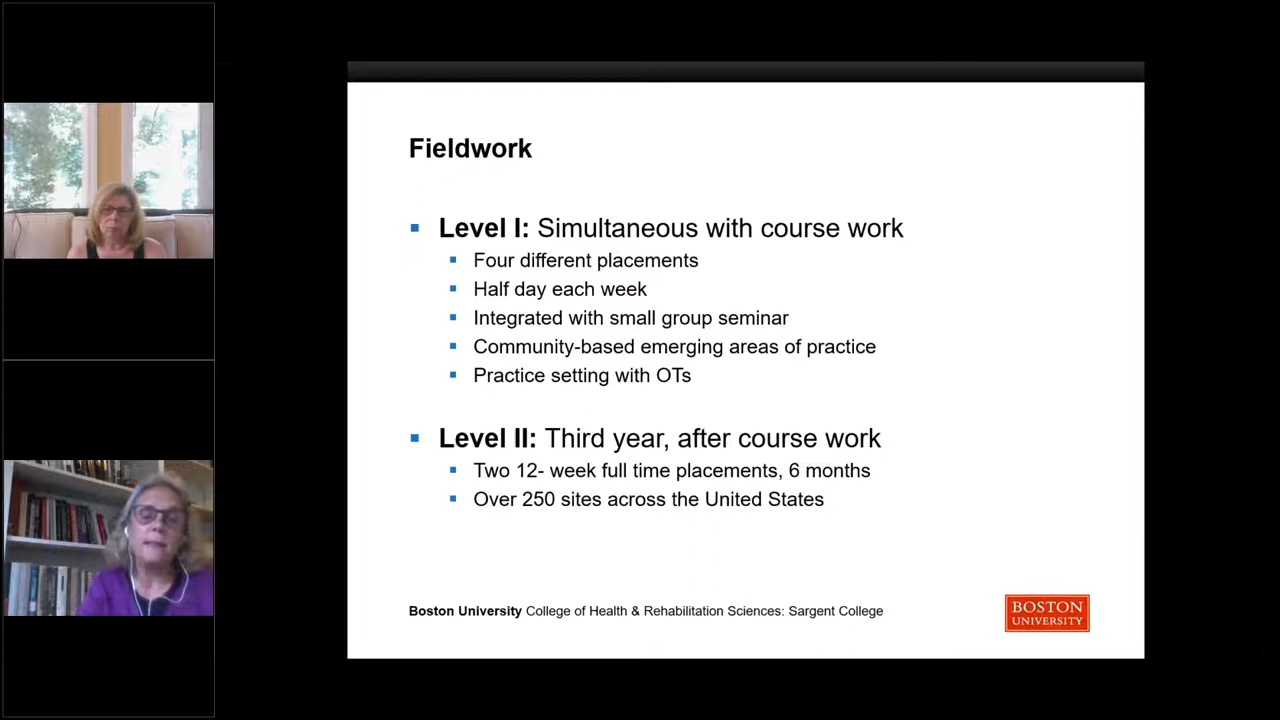 Fieldwork
Level I: Simultaneous with course work
Four different placements
Half day each week
Integrated with small group seminar
Community-based emerging areas of practice
Practice setting with OTs
Level II: Third year, after course work
Two 12- week full time placements, 6 months
Over 250 sites across the United States
Boston University College of Health & Rehabilitation Sciences: Sargent College
BOSTON
UNIVERSITY